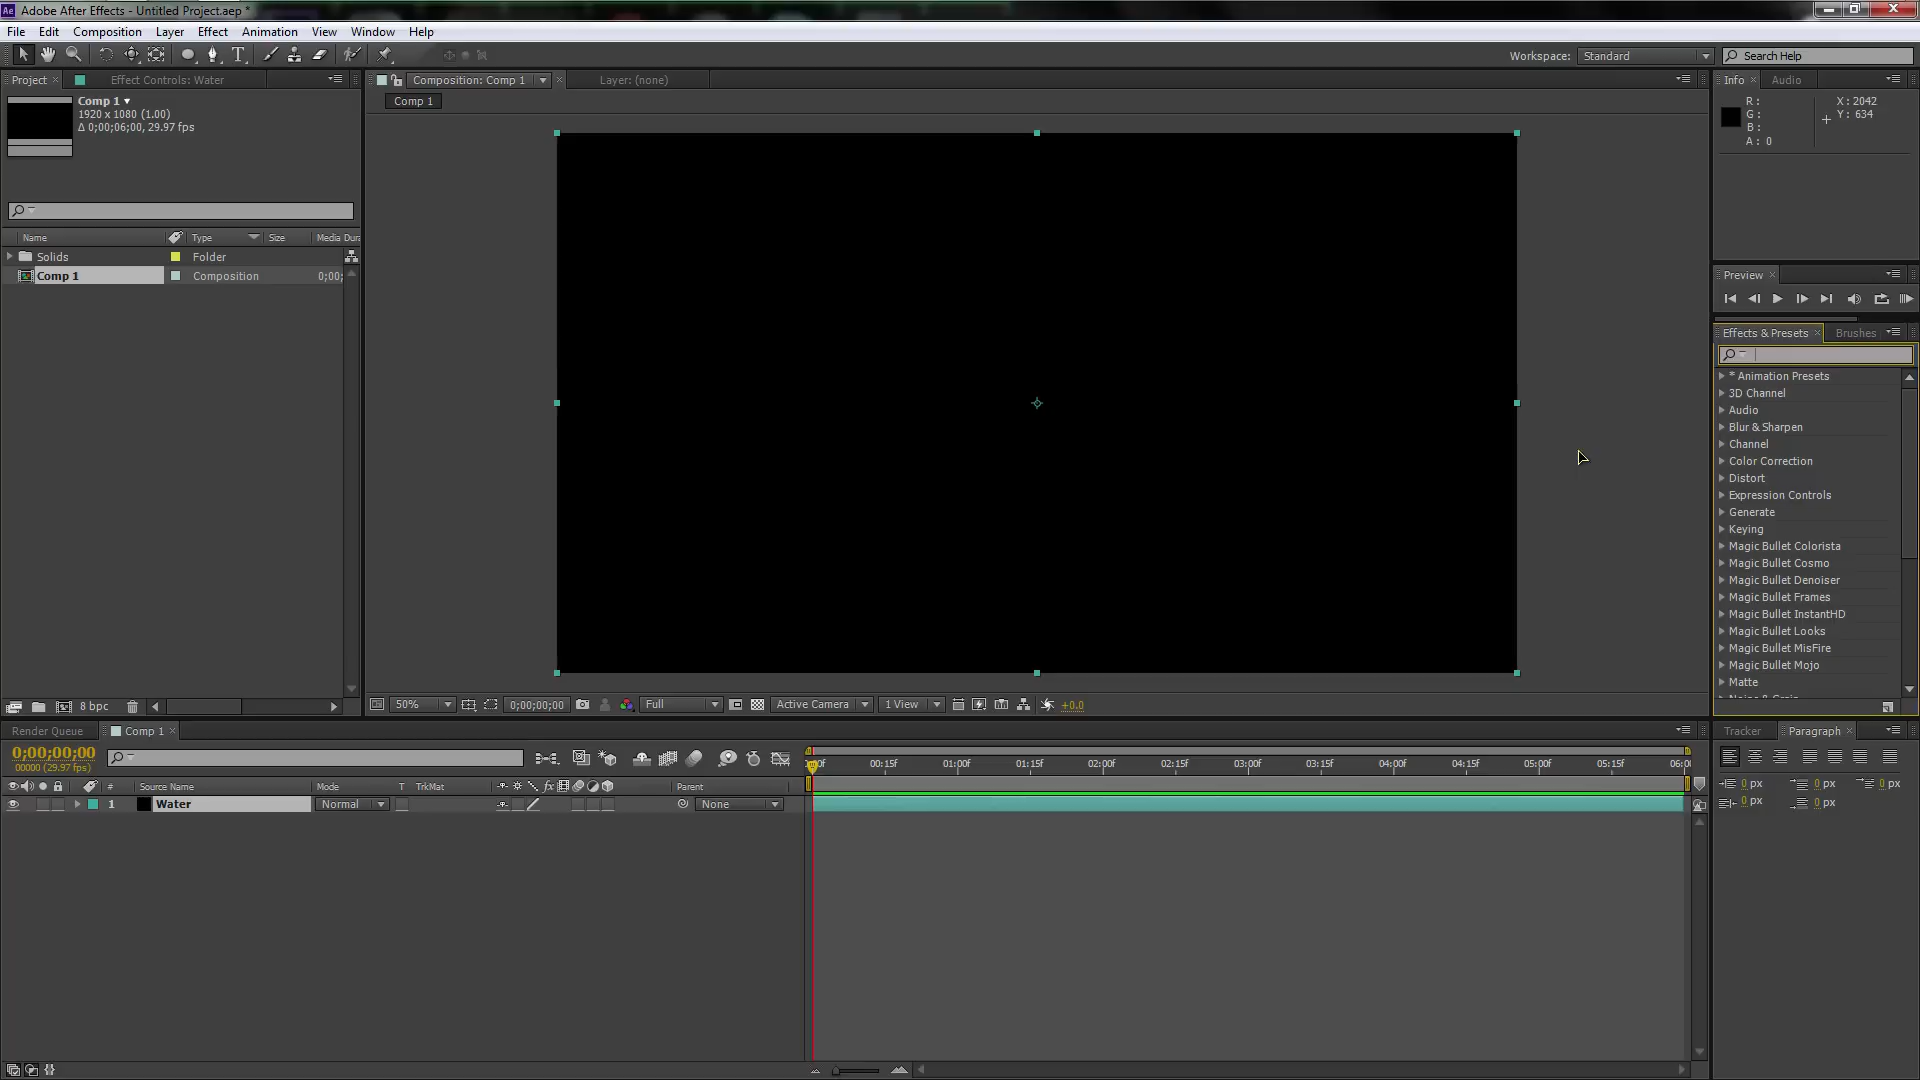 Adobe After Effects - Untitled Project.aep *
File Edit Composition Layer Effect Animation View Window Help
Workspace: Standard Search Help
Project Effect Controls: Water
Composition: Comp 1 Layer: (none)
Info Audio
Comp 1
1920 x 1080 (1.00)
Δ 0;00;06;00, 29.97 fps
Comp 1
R :
G :
B :
A : 0
X : 2042
Y : 634
Name Type Size Media Dura
Solids Folder
Comp 1 Composition 0;00;
Preview
Effects & Presets Brushes
* Animation Presets
3D Channel
Audio
Blur & Sharpen
Channel
Color Correction
Distort
Expression Controls
Generate
Keying
Magic Bullet Colorista
Magic Bullet Cosmo
Magic Bullet Denoiser
Magic Bullet Frames
Magic Bullet InstantHD
Magic Bullet Looks
Magic Bullet MisFire
Magic Bullet Mojo
Matte
8 bpc
50% 0;00;00;00 Full Active Camera 1 View +0.0
Render Queue Comp 1
0;00;00;00
00000 (29.97 fps)
00f 00:15f 01:00f 01:15f 02:00f 02:15f 03:00f 03:15f 04:00f 04:15f 05:00f 05:15f 06:00
# Source Name Mode T TrkMat fx Parent
1 Water Normal None
Tracker Paragraph
0 px 0 px 0 px
0 px 0 px